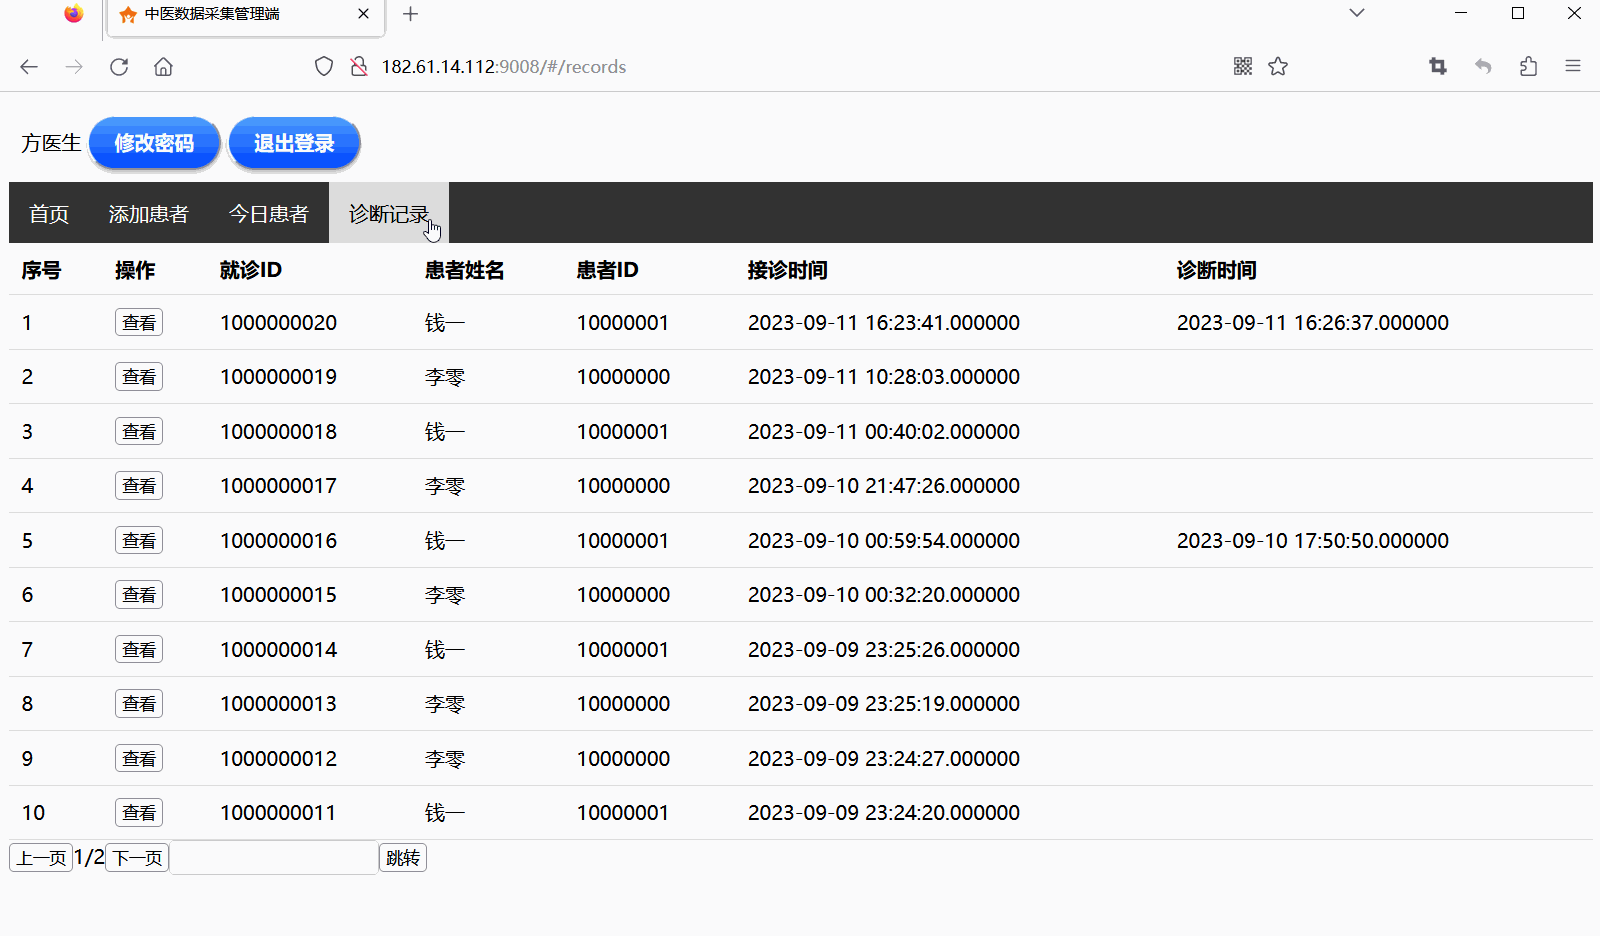 中医数据采集管理端
182.61.14.112:9008/#/records
方医生 修改密码 退出登录
首页 添加患者 今日患者 诊断记录
序号 操作 就诊ID 患者姓名 患者ID 接诊时间 诊断时间
1 查看 1000000020 钱一 10000001 2023-09-11 16:23:41.000000 2023-09-11 16:26:37.000000
2 查看 1000000019 李零 10000000 2023-09-11 10:28:03.000000
3 查看 1000000018 钱一 10000001 2023-09-11 00:40:02.000000
4 查看 1000000017 李零 10000000 2023-09-10 21:47:26.000000
5 查看 1000000016 钱一 10000001 2023-09-10 00:59:54.000000 2023-09-10 17:50:50.000000
6 查看 1000000015 李零 10000000 2023-09-10 00:32:20.000000
7 查看 1000000014 钱一 10000001 2023-09-09 23:25:26.000000
8 查看 1000000013 李零 10000000 2023-09-09 23:25:19.000000
9 查看 1000000012 李零 10000000 2023-09-09 23:24:27.000000
10 查看 1000000011 钱一 10000001 2023-09-09 23:24:20.000000
上一页 1/2 下一页 跳转